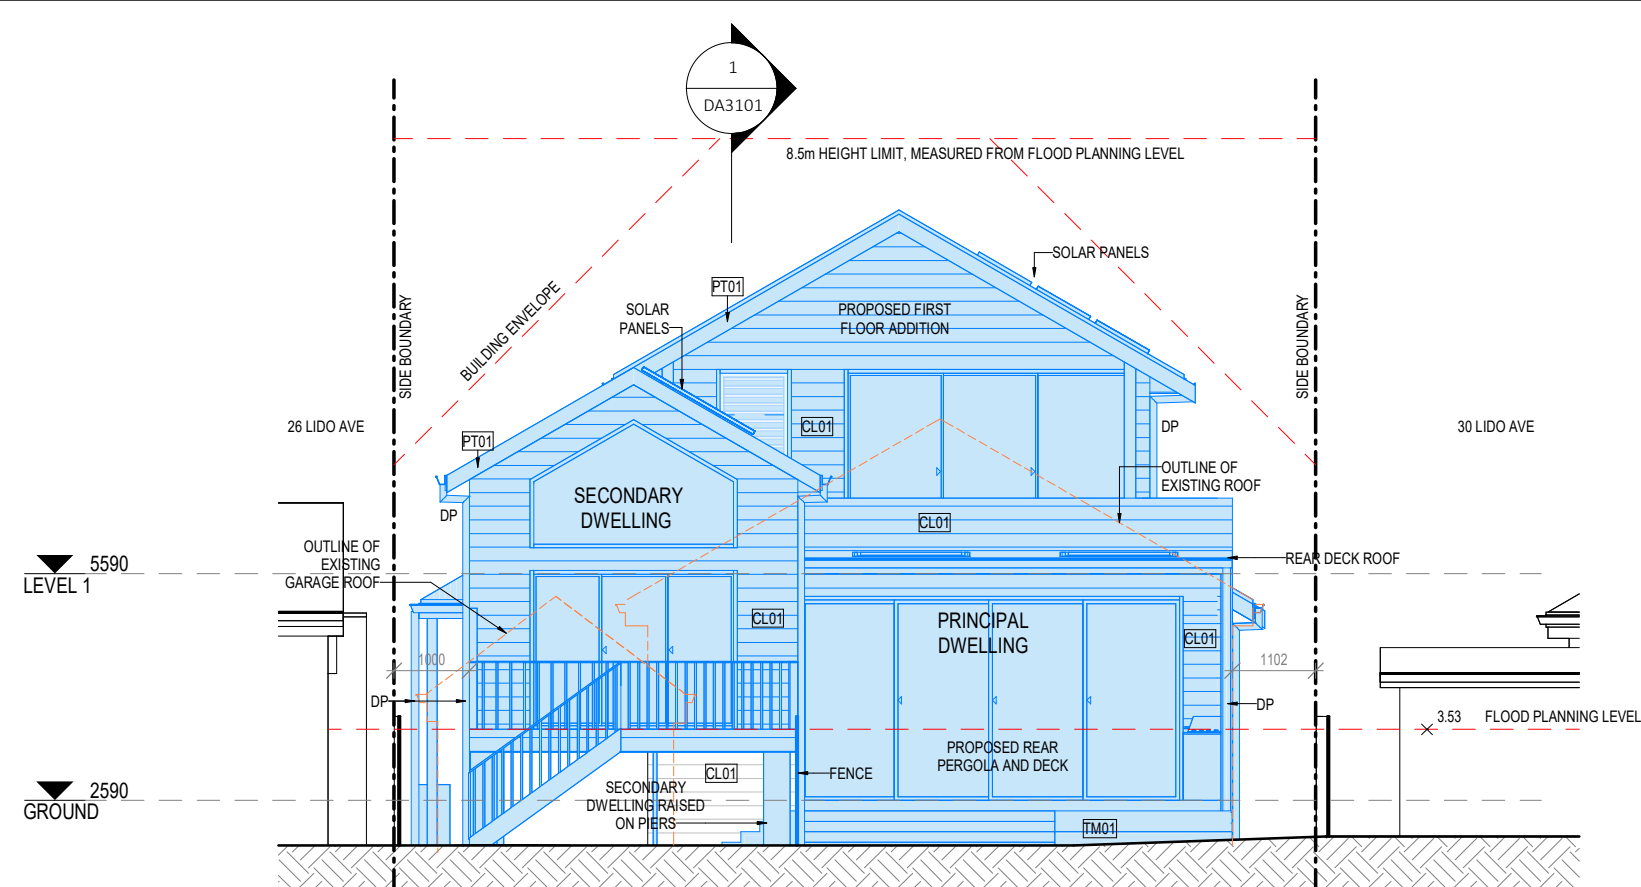 1
DA3101
8.5m HEIGHT LIMIT, MEASURED FROM FLOOD PLANNING LEVEL
SOLAR PANELS
PT01
SOLAR
PANELS
PROPOSED FIRST
FLOOR ADDITION
BUILDING ENVELOPE
SIDE BOUNDARY
SIDE BOUNDARY
26 LIDO AVE
30 LIDO AVE
PT01
CL01
DP
OUTLINE OF
EXISTING ROOF
SECONDARY
DWELLING
DP
CL01
OUTLINE OF
EXISTING
GARAGE ROOF
REAR DECK ROOF
5590
LEVEL 1
CL01
PRINCIPAL
DWELLING
CL01
1000
1102
DP
DP
3.53
FLOOD PLANNING LEVEL
PROPOSED REAR
PERGOLA AND DECK
CL01
FENCE
SECONDARY
DWELLING RAISED
ON PIERS
2590
GROUND
TM01